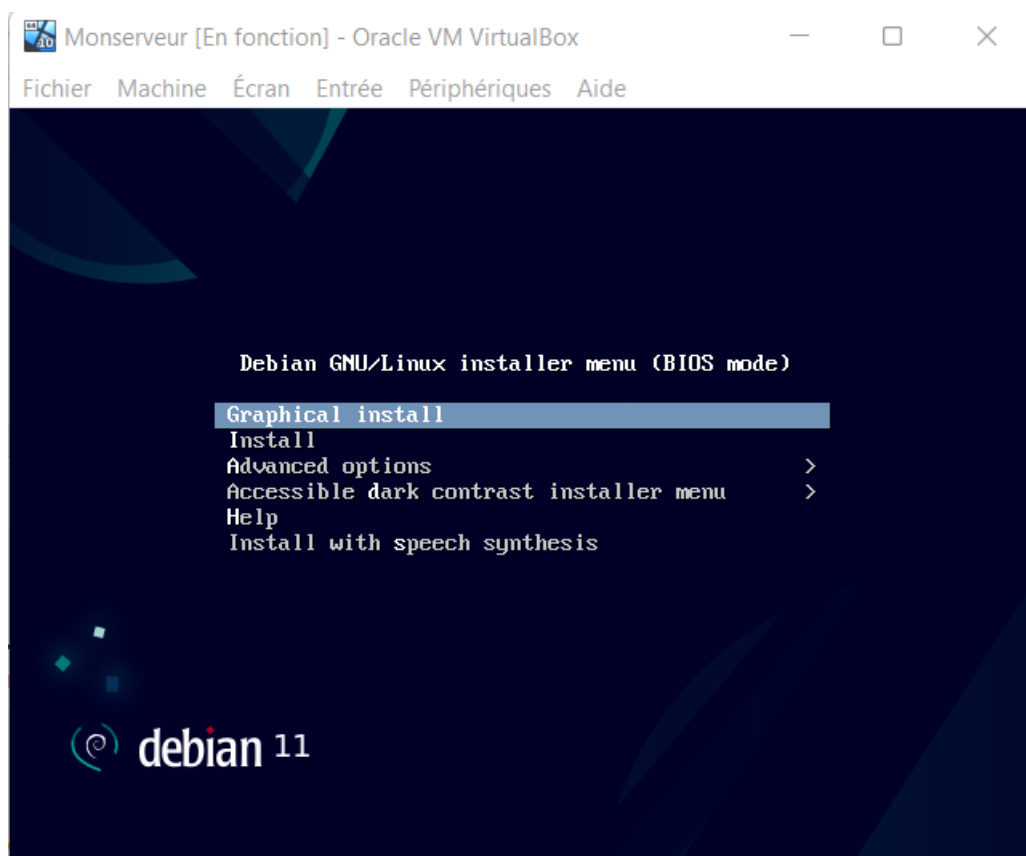 Monserveur [En fonction] - Oracle VM VirtualBox
Fichier Machine Écran Entrée Périphériques Aide
Debian GNU/Linux installer menu (BIOS mode)
Graphical install
Install
Advanced options >
Accessible dark contrast installer menu >
Help
Install with speech synthesis
debian 11